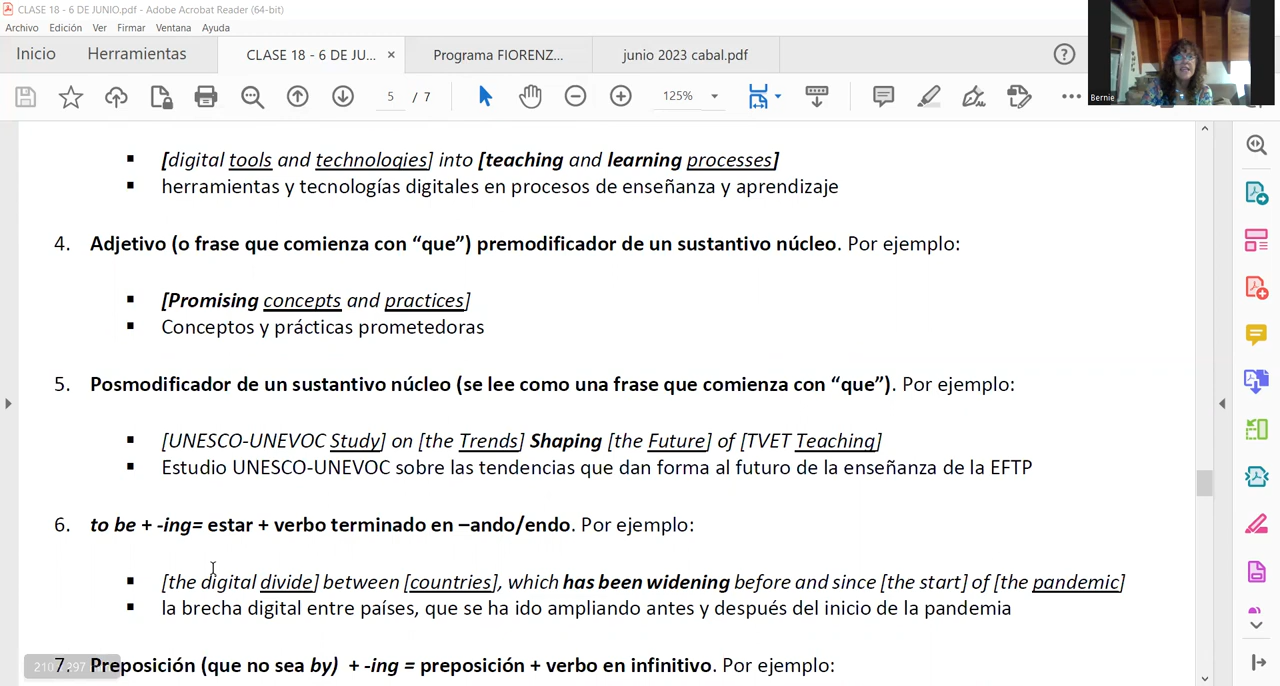 CLASE 18 - 6 DE JUNIO.pdf - Adobe Acrobat Reader (64-bit)
Archivo Edición Ver Firmar Ventana Ayuda
Inicio Herramientas CLASE 18 - 6 DE JU... × Programa FIORENZ... junio 2023 cabal.pdf
5 / 7 125%
Bernie
[digital tools and technologies] into [teaching and learning processes]
herramientas y tecnologías digitales en procesos de enseñanza y aprendizaje
4. Adjetivo (o frase que comienza con “que”) premodificador de un sustantivo núcleo. Por ejemplo:
[Promising concepts and practices]
Conceptos y prácticas prometedoras
5. Posmodificador de un sustantivo núcleo (se lee como una frase que comienza con “que”). Por ejemplo:
[UNESCO-UNEVOC Study] on [the Trends] Shaping [the Future] of [TVET Teaching]
Estudio UNESCO-UNEVOC sobre las tendencias que dan forma al futuro de la enseñanza de la EFTP
6. to be + -ing= estar + verbo terminado en –ando/endo. Por ejemplo:
[the digital divide] between [countries], which has been widening before and since [the start] of [the pandemic]
la brecha digital entre países, que se ha ido ampliando antes y después del inicio de la pandemia
7. Preposición (que no sea by) + -ing = preposición + verbo en infinitivo. Por ejemplo: